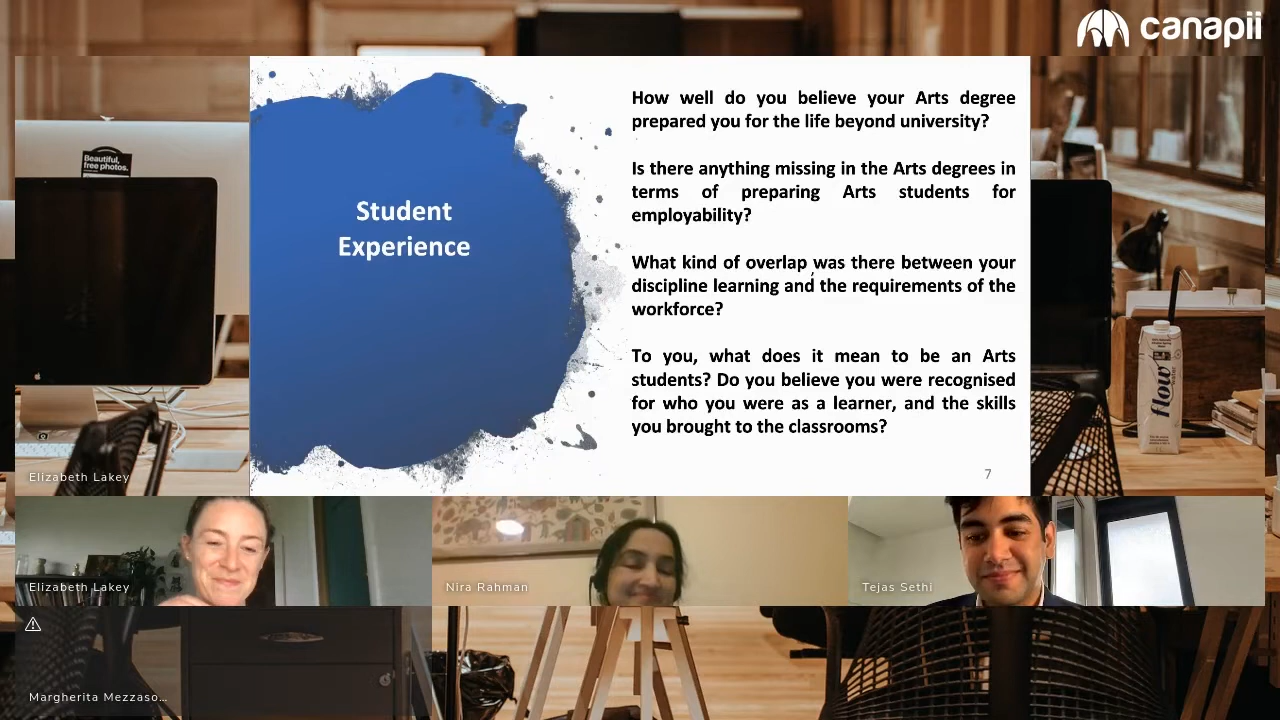 canapii
Beautiful,
free photos.
How well do you believe your Arts degree
prepared you for the life beyond university?
Is there anything missing in the Arts degrees in
terms of preparing Arts students for
employability?
Student
Experience
What kind of overlap was there between your
discipline learning and the requirements of the
workforce?
To you, what does it mean to be an Arts
students? Do you believe you were recognised
for who you were as a learner, and the skills
you brought to the classrooms?
7
flow
Elizabeth Lakey
Elizabeth Lakey
Nira Rahman
Tejas Sethi
Margherita Mezzaso...